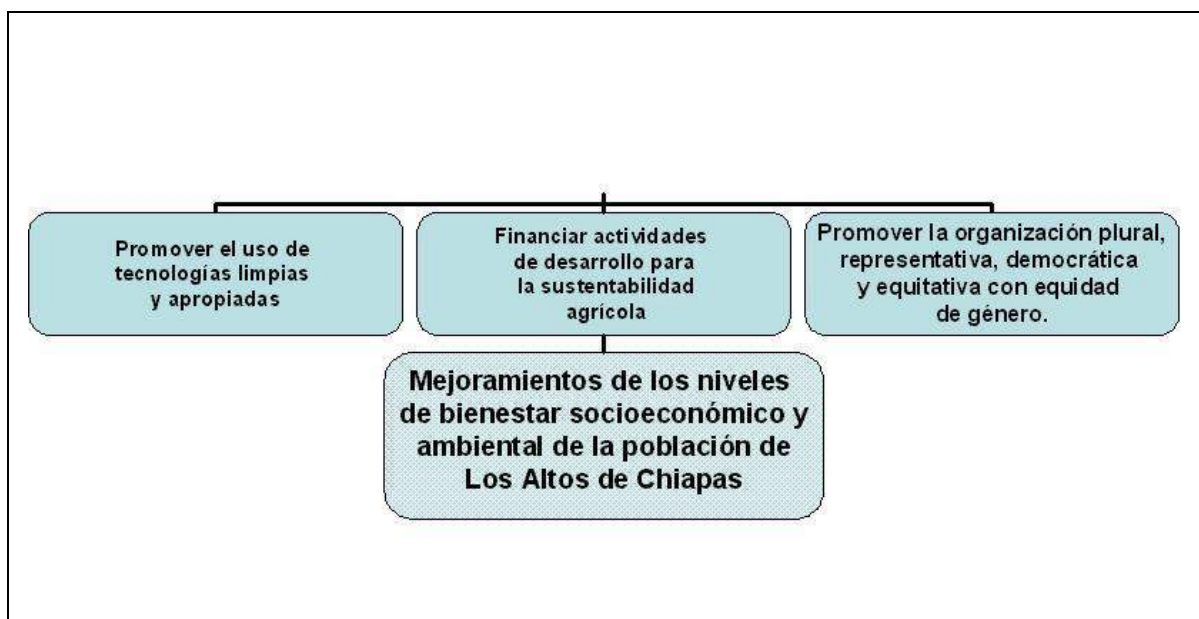 Promover el uso de
tecnologías limpias
y apropiadas
Financiar actividades
de desarrollo para
la sustentabilidad
agrícola
Promover la organización plural,
representativa, democrática
y equitativa con equidad
de género.
Mejoramientos de los niveles
de bienestar socioeconómico y
ambiental de la población de
Los Altos de Chiapas